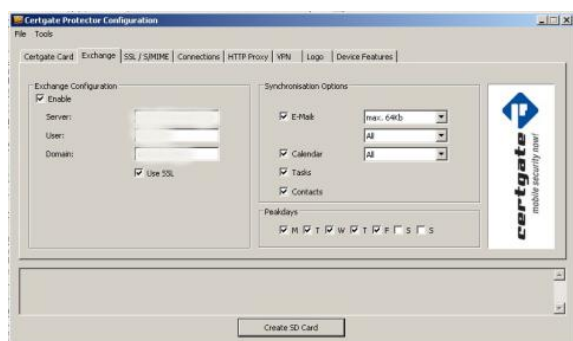 Certgate Protector Configuration
File Tools
Certgate Card Exchange SSL / S/MIME Connections HTTP Proxy VPN Logo Device Features
Exchange Configuration
Enable
Server:
User:
Domain:
Use SSL
Synchronisation Options
E-Mail: max. 64Kb
All
Calendar All
Tasks
Contacts
Peakdays
M T W T F S S
certgate
mobile security now!
Create SD Card